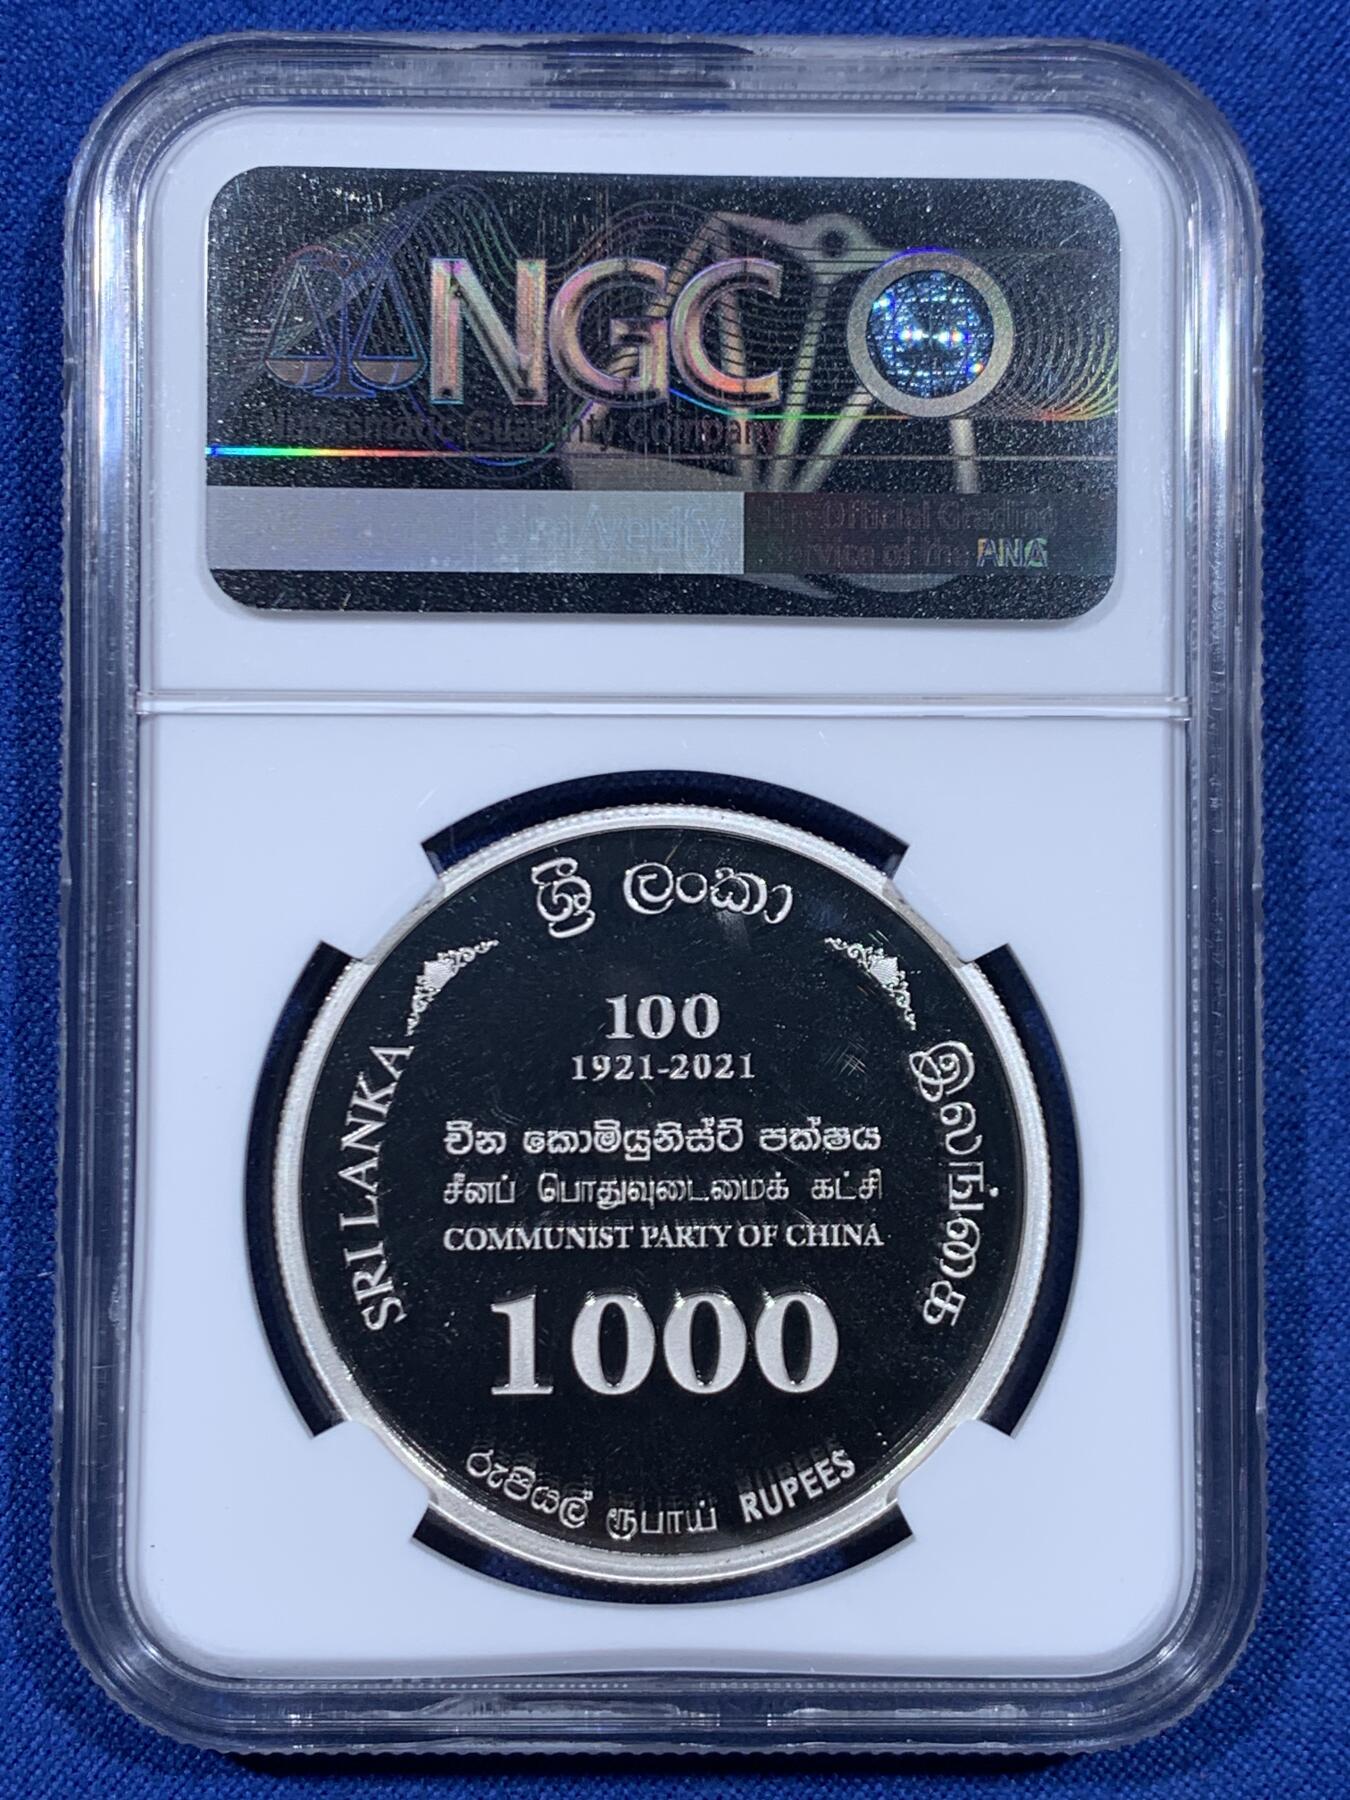 NGC
Numismatic Guaranty Company
The Official Grading
Service of the ANA
ශ්‍රී ලංකා
SRI LANKA
இலங்கை
100
1921-2021
චීන කොමියුනිස්ට් පක්ෂය
சீனப் பொதுவுடைமைக் கட்சி
COMMUNIST PARTY OF CHINA
1000
රුපියල් ரூபாய் RUPEES